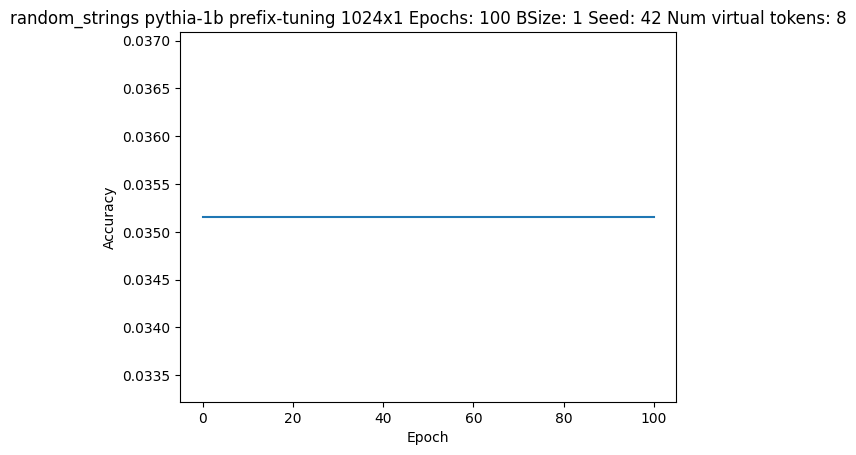 random_strings pythia-1b prefix-tuning 1024x1 Epochs: 100 BSize: 1 Seed: 42 Num virtual tokens: 8
0.0370
0.0365
0.0360
0.0355
0.0350
0.0345
0.0340
0.0335
Accuracy
0 20 40 60 80 100
Epoch